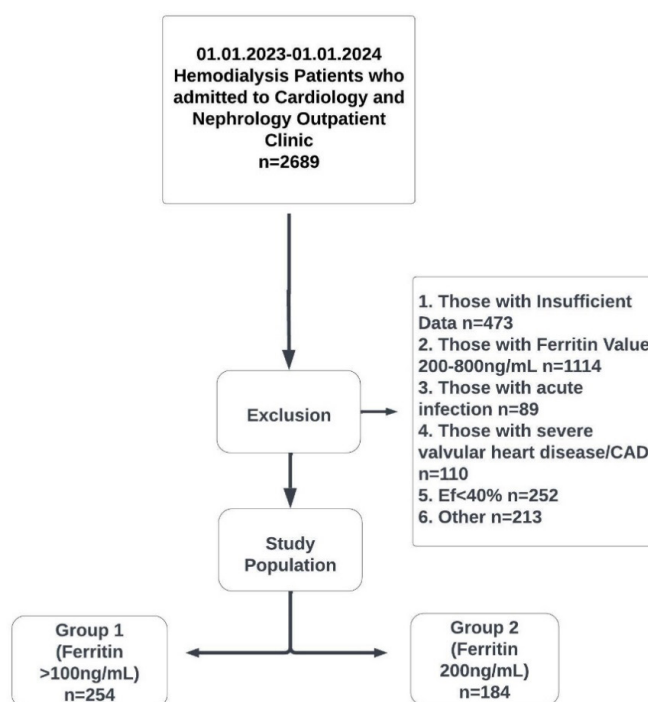 01.01.2023-01.01.2024
Hemodialysis Patients who
admitted to Cardiology and
Nephrology Outpatient
Clinic
n=2689
1. Those with Insufficient
Data n=473
2. Those with Ferritin Value
200-800ng/mL n=1114
3. Those with acute
infection n=89
4. Those with severe
valvular heart disease/CAD
n=110
5. Ef<40% n=252
6. Other n=213
Exclusion
Study
Population
Group 1
(Ferritin
>100ng/mL)
n=254
Group 2
(Ferritin
200ng/mL)
n=184